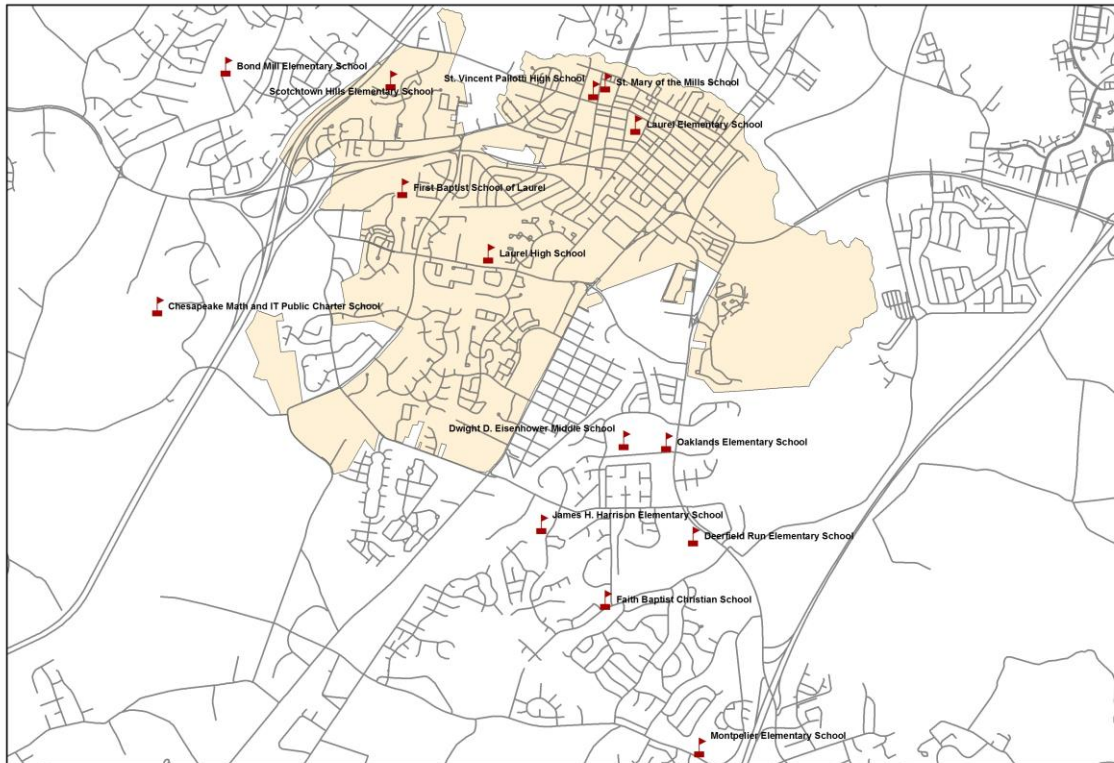 Bond Mill Elementary School
St. Vincent Pallotti High School
St. Mary of the Mills School
Scotchtown Hills Elementary School
Laurel Elementary School
First Baptist School of Laurel
Laurel High School
Chesapeake Math and IT Public Charter School
Dwight D. Eisenhower Middle School
Oaklands Elementary School
James H. Harrison Elementary School
Deerfield Run Elementary School
Faith Baptist Christian School
Montpelier Elementary School